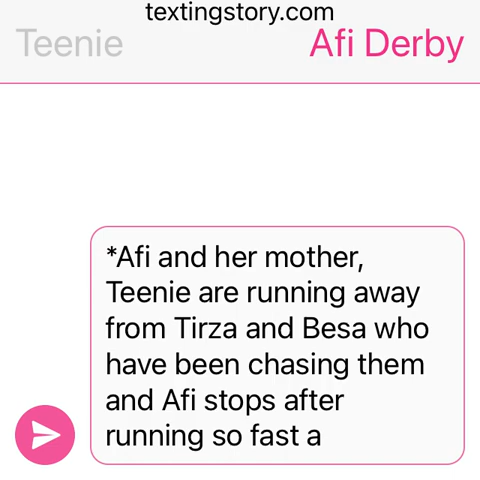 textingstory.com
Teenie
Afi Derby
*Afi and her mother,
Teenie are running away
from Tirza and Besa who
have been chasing them
and Afi stops after
running so fast a